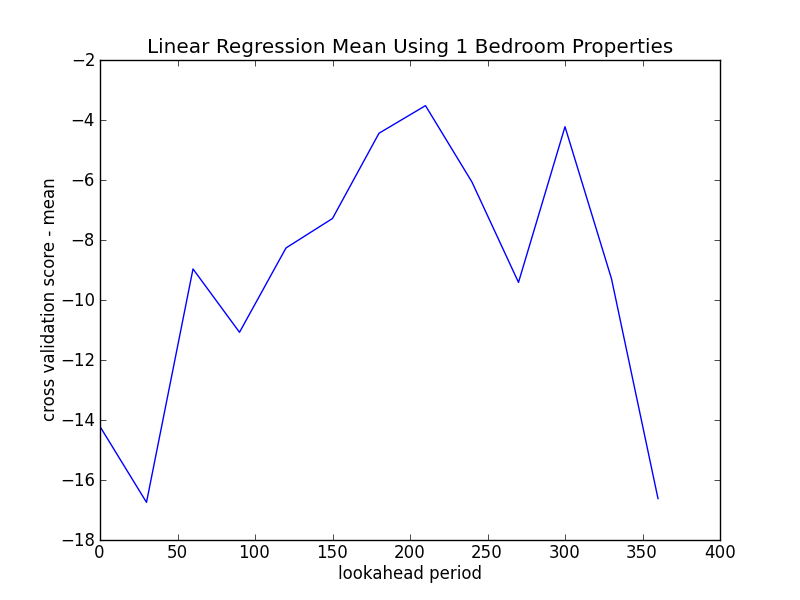 Linear Regression Mean Using 1 Bedroom Properties
−2
−4
−6
−8
−10
−12
−14
−16
−18
cross validation score - mean
0 50 100 150 200 250 300 350 400
lookahead period